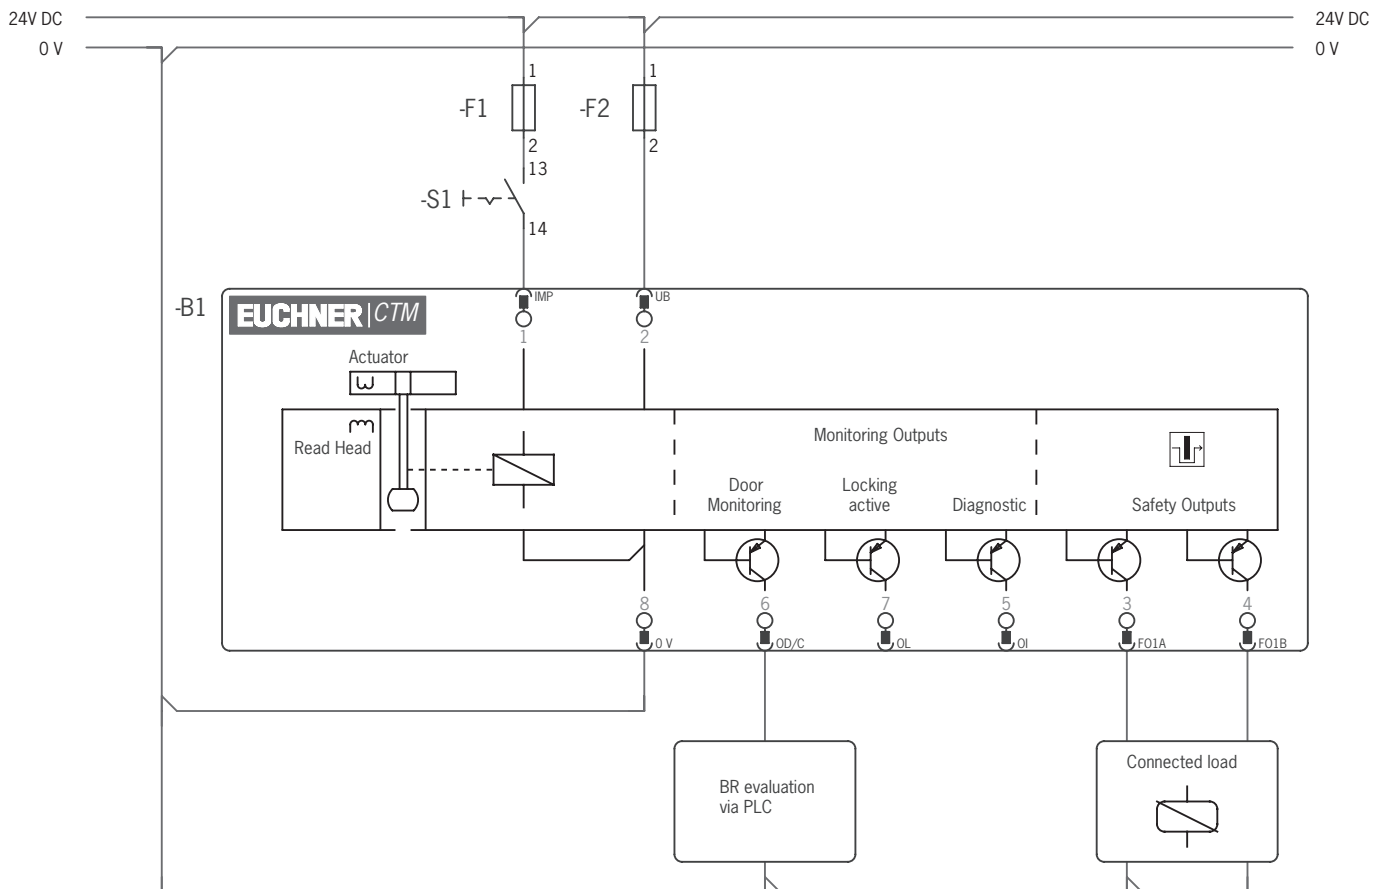 24V DC
24V DC
0 V
0 V
1
1
-F1
-F2
2
2
13
-S1
14
-B1
EUCHNER CTM
IMP
UB
1
2
Actuator
Read Head
Monitoring Outputs
Door
Monitoring
Locking
active
Diagnostic
Safety Outputs
8
6
7
5
3
4
0 V
OD/C
OL
OI
FO1A
FO1B
BR evaluation
via PLC
Connected load